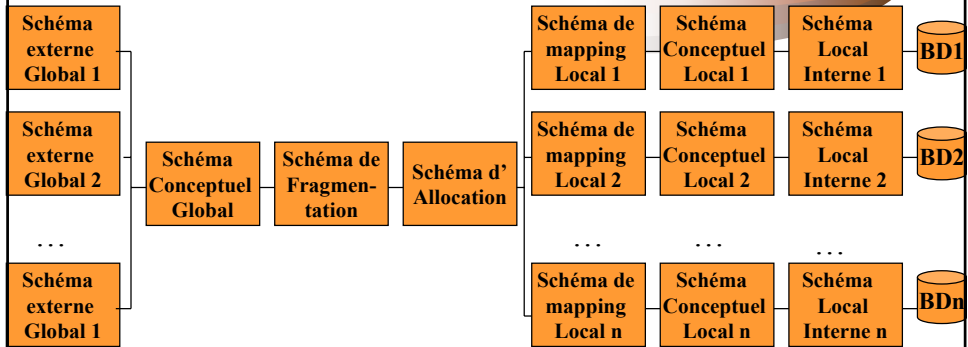 Schéma
externe
Global 1
Schéma
externe
Global 2
. . .
Schéma
externe
Global 1
Schéma
Conceptuel
Global
Schéma de
Fragmen-
tation
Schéma d'
Allocation
Schéma de
mapping
Local 1
Schéma
Conceptuel
Local 1
Schéma
Local
Interne 1
BD1
Schéma de
mapping
Local 2
Schéma
Conceptuel
Local 2
Schéma
Local
Interne 2
BD2
. . .
. . .
. . .
Schéma de
mapping
Local n
Schéma
Conceptuel
Local n
Schéma
Local
Interne n
BDn